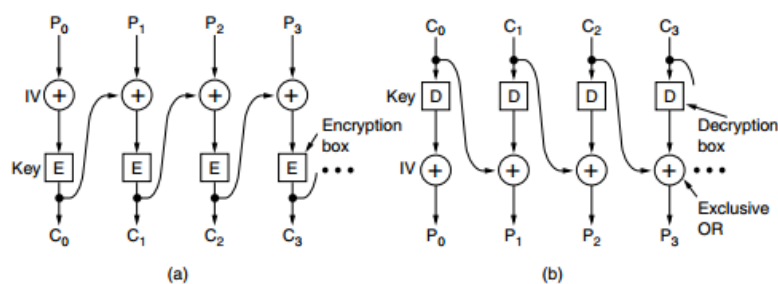 P0 P1 P2 P3
IV + + + +
Key E E E E
Encryption
box
C0 C1 C2 C3
(a)
C0 C1 C2 C3
Key D D D D
Decryption
box
IV + + + +
Exclusive
OR
P0 P1 P2 P3
(b)